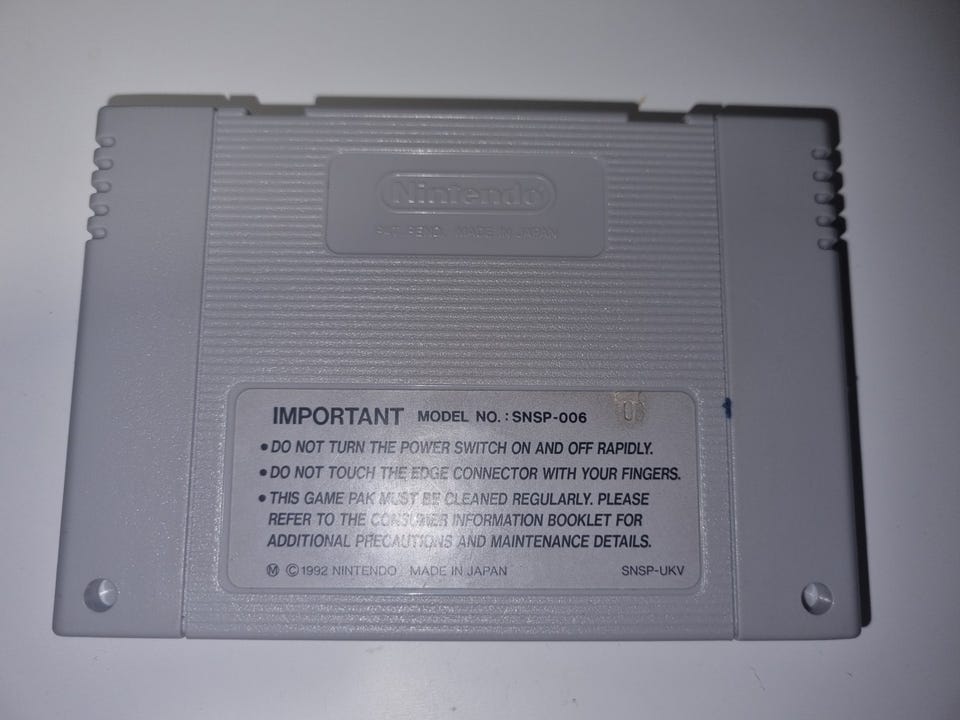 Nintendo
PAT. PEND. MADE IN JAPAN
IMPORTANT MODEL NO. : SNSP-006
• DO NOT TURN THE POWER SWITCH ON AND OFF RAPIDLY.
• DO NOT TOUCH THE EDGE CONNECTOR WITH YOUR FINGERS.
• THIS GAME PAK MUST BE CLEANED REGULARLY. PLEASE
REFER TO THE CONSUMER INFORMATION BOOKLET FOR
ADDITIONAL PRECAUTIONS AND MAINTENANCE DETAILS.
Ⓜ ©1992 NINTENDO MADE IN JAPAN SNSP-UKV